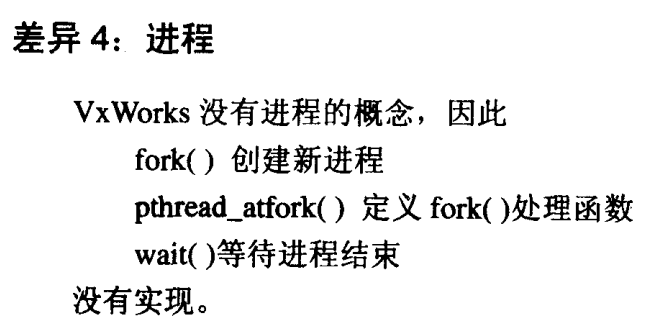 差异 4：进程
VxWorks 没有进程的概念，因此
fork( ) 创建新进程
pthread_atfork( ) 定义 fork( )处理函数
wait( )等待进程结束
没有实现。